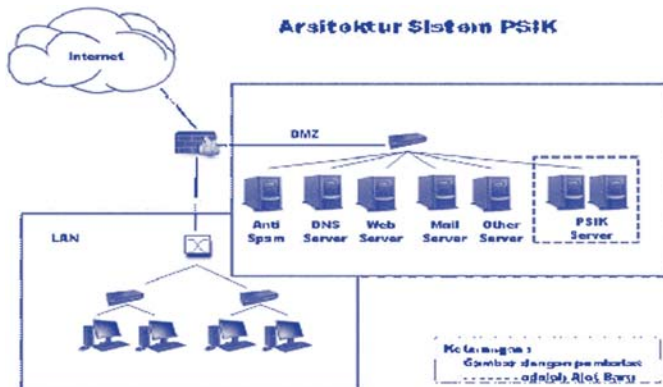 Arsitektur Sistem PSIK
Internet
DMZ
Anti
Spam
DNS
Server
Web
Server
Mail
Server
Other
Server
PSIK
Server
LAN
Keterangan:
Gambar dengan pembatas
adalah Alat Baru